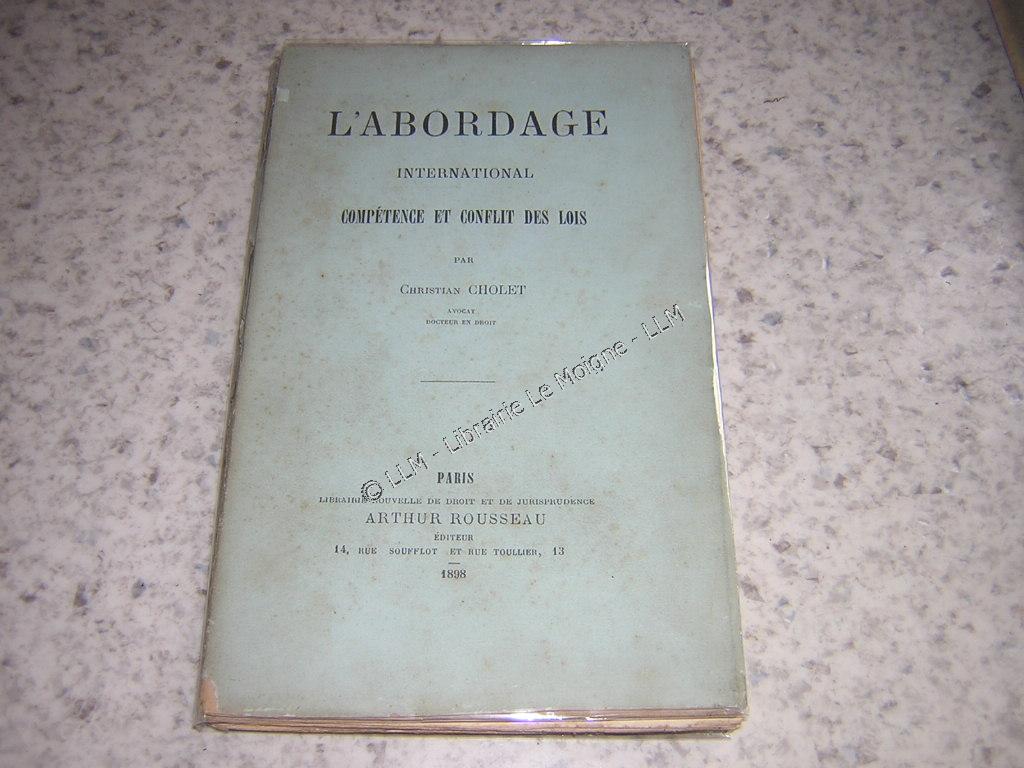 L'ABORDAGE
INTERNATIONAL
COMPÉTENCE ET CONFLIT DES LOIS
PAR
CHRISTIAN CHOLET
AVOCAT
DOCTEUR EN DROIT
© LLM - Librairie Le Moigne - LLM
PARIS
LIBRAIRIE NOUVELLE DE DROIT ET DE JURISPRUDENCE
ARTHUR ROUSSEAU
ÉDITEUR
14, RUE SOUFFLOT ET RUE TOULLIER, 13
1898